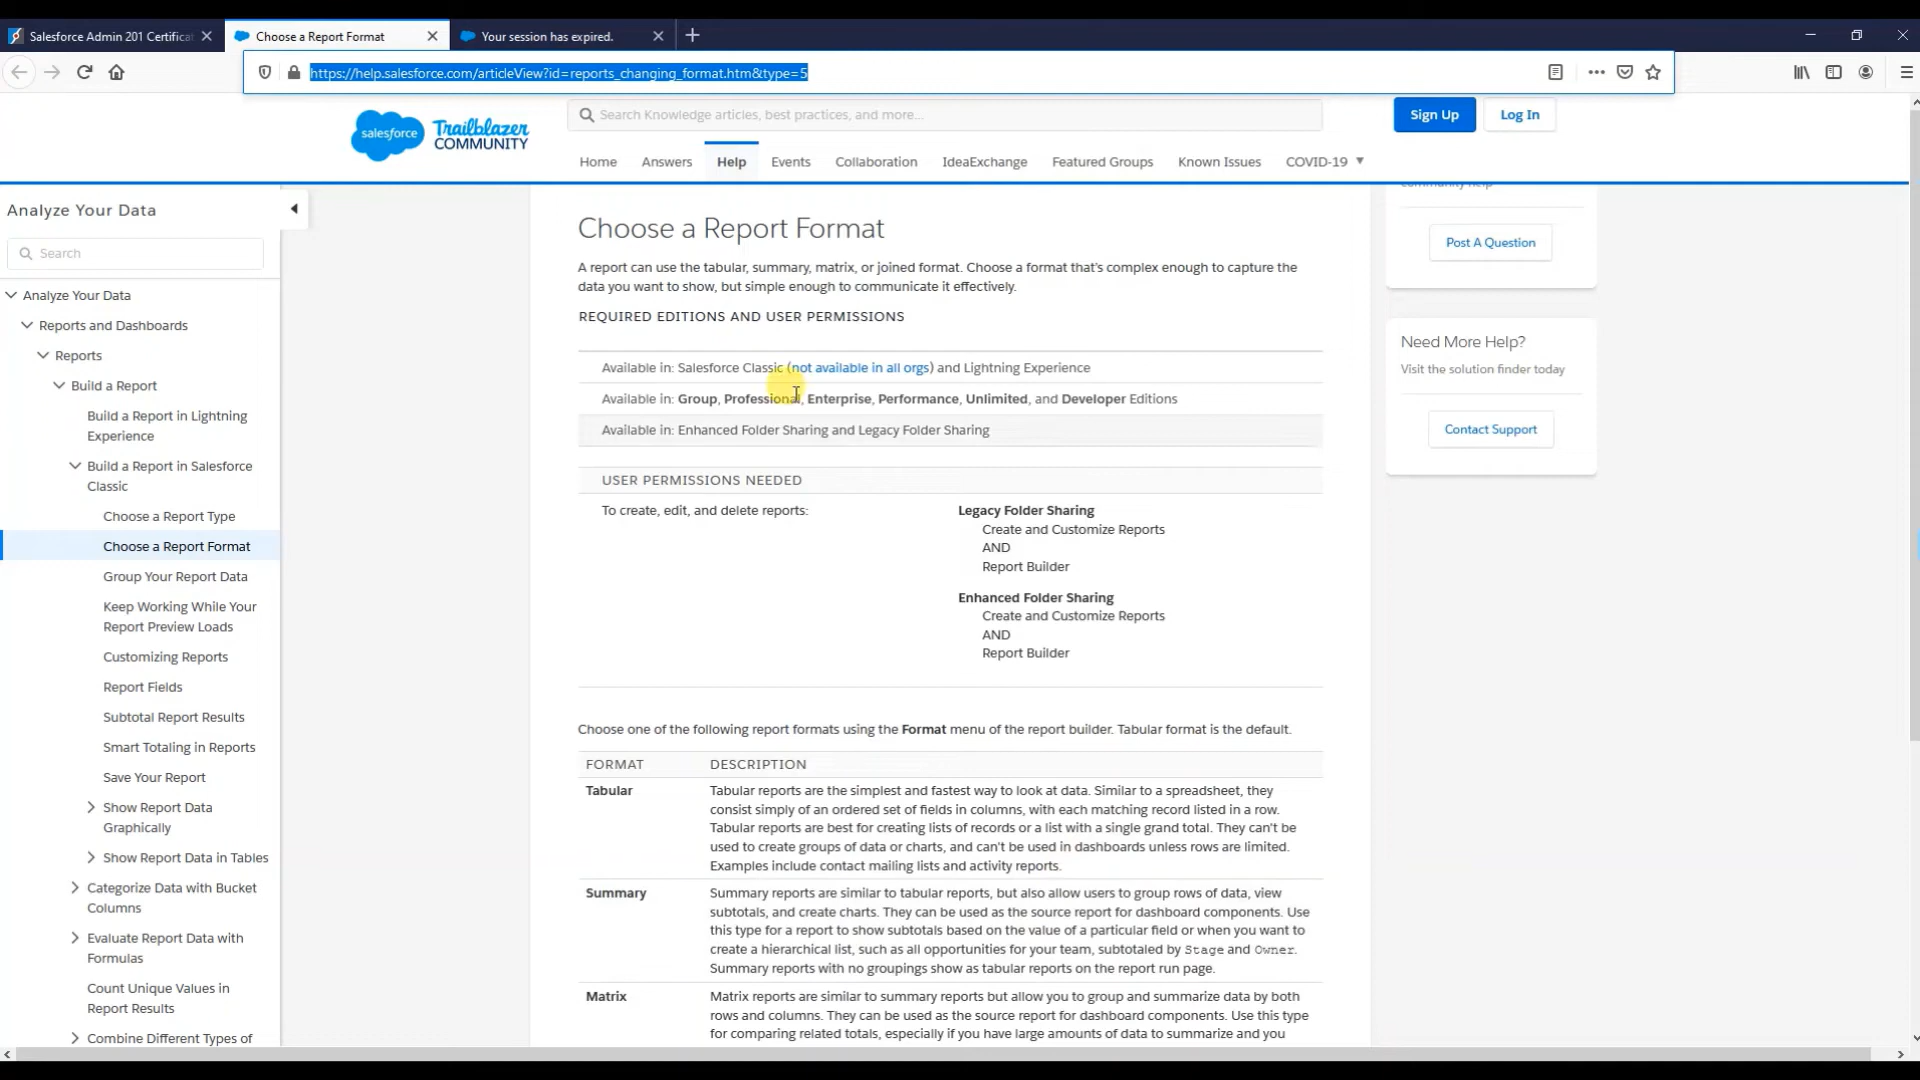 Salesforce Admin 201 Certificat
Choose a Report Format
Your session has expired.
https://help.salesforce.com/articleView?id=reports_changing_format.htm&type=5
salesforce
Trailblazer
COMMUNITY
Search Knowledge articles, best practices, and more...
Sign Up
Log In
Home
Answers
Help
Events
Collaboration
IdeaExchange
Featured Groups
Known Issues
COVID-19
Analyze Your Data
Search
Analyze Your Data
Reports and Dashboards
Reports
Build a Report
Build a Report in Lightning
Experience
Build a Report in Salesforce
Classic
Choose a Report Type
Choose a Report Format
Group Your Report Data
Keep Working While Your
Report Preview Loads
Customizing Reports
Report Fields
Subtotal Report Results
Smart Totaling in Reports
Save Your Report
Show Report Data
Graphically
Show Report Data in Tables
Categorize Data with Bucket
Columns
Evaluate Report Data with
Formulas
Count Unique Values in
Report Results
Combine Different Types of
Choose a Report Format
A report can use the tabular, summary, matrix, or joined format. Choose a format that's complex enough to capture the
data you want to show, but simple enough to communicate it effectively.
REQUIRED EDITIONS AND USER PERMISSIONS
Available in: Salesforce Classic (not available in all orgs) and Lightning Experience
Available in: Group, Professional, Enterprise, Performance, Unlimited, and Developer Editions
Available in: Enhanced Folder Sharing and Legacy Folder Sharing
USER PERMISSIONS NEEDED
To create, edit, and delete reports:
Legacy Folder Sharing
Create and Customize Reports
AND
Report Builder
Enhanced Folder Sharing
Create and Customize Reports
AND
Report Builder
Choose one of the following report formats using the Format menu of the report builder. Tabular format is the default.
FORMAT DESCRIPTION
Tabular
Tabular reports are the simplest and fastest way to look at data. Similar to a spreadsheet, they
consist simply of an ordered set of fields in columns, with each matching record listed in a row.
Tabular reports are best for creating lists of records or a list with a single grand total. They can't be
used to create groups of data or charts, and can't be used in dashboards unless rows are limited.
Examples include contact mailing lists and activity reports.
Summary
Summary reports are similar to tabular reports, but also allow users to group rows of data, view
subtotals, and create charts. They can be used as the source report for dashboard components. Use
this type for a report to show subtotals based on the value of a particular field or when you want to
create a hierarchical list, such as all opportunities for your team, subtotaled by Stage and Owner.
Summary reports with no groupings show as tabular reports on the report run page.
Matrix
Matrix reports are similar to summary reports but allow you to group and summarize data by both
rows and columns. They can be used as the source report for dashboard components. Use this type
for comparing related totals, especially if you have large amounts of data to summarize and you
community help
Post A Question
Need More Help?
Visit the solution finder today
Contact Support